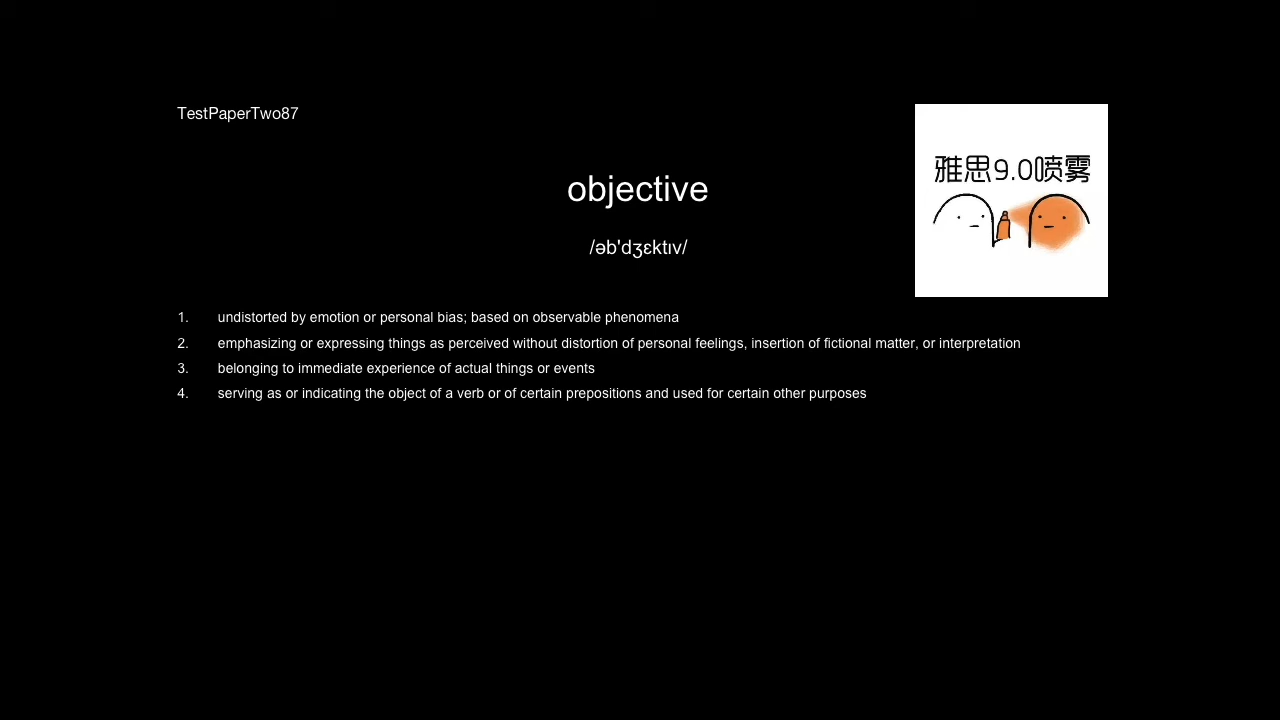 TestPaperTwo87
雅思9.0喷雾
objective
/əb'dʒɛktɪv/
1. undistorted by emotion or personal bias; based on observable phenomena
2. emphasizing or expressing things as perceived without distortion of personal feelings, insertion of fictional matter, or interpretation
3. belonging to immediate experience of actual things or events
4. serving as or indicating the object of a verb or of certain prepositions and used for certain other purposes